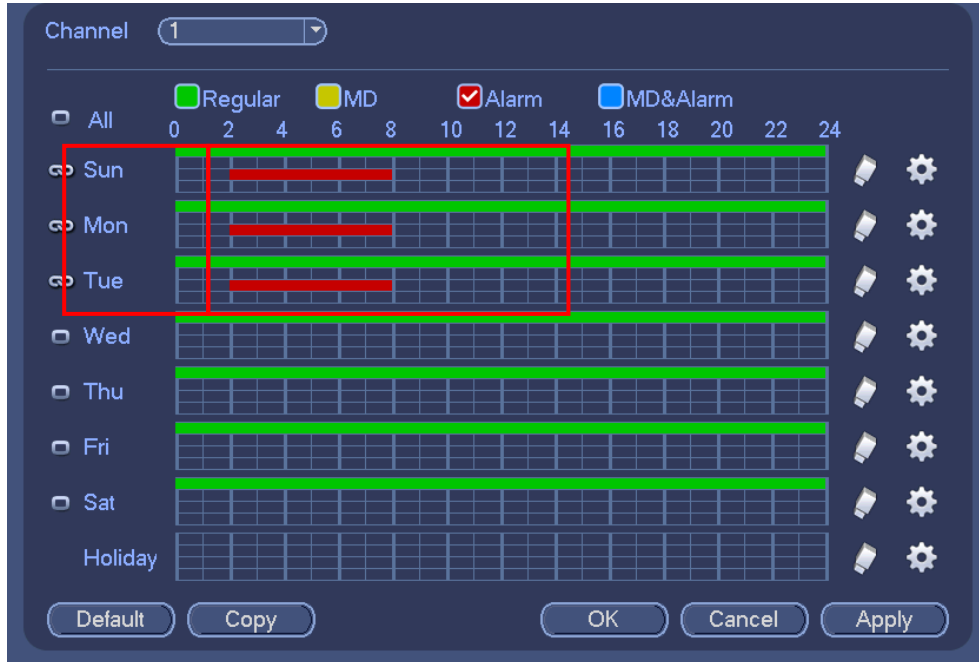 Channel 1
Regular MD Alarm MD&Alarm
All 0 2 4 6 8 10 12 14 16 18 20 22 24
Sun
Mon
Tue
Wed
Thu
Fri
Sat
Holiday
Default Copy OK Cancel Apply